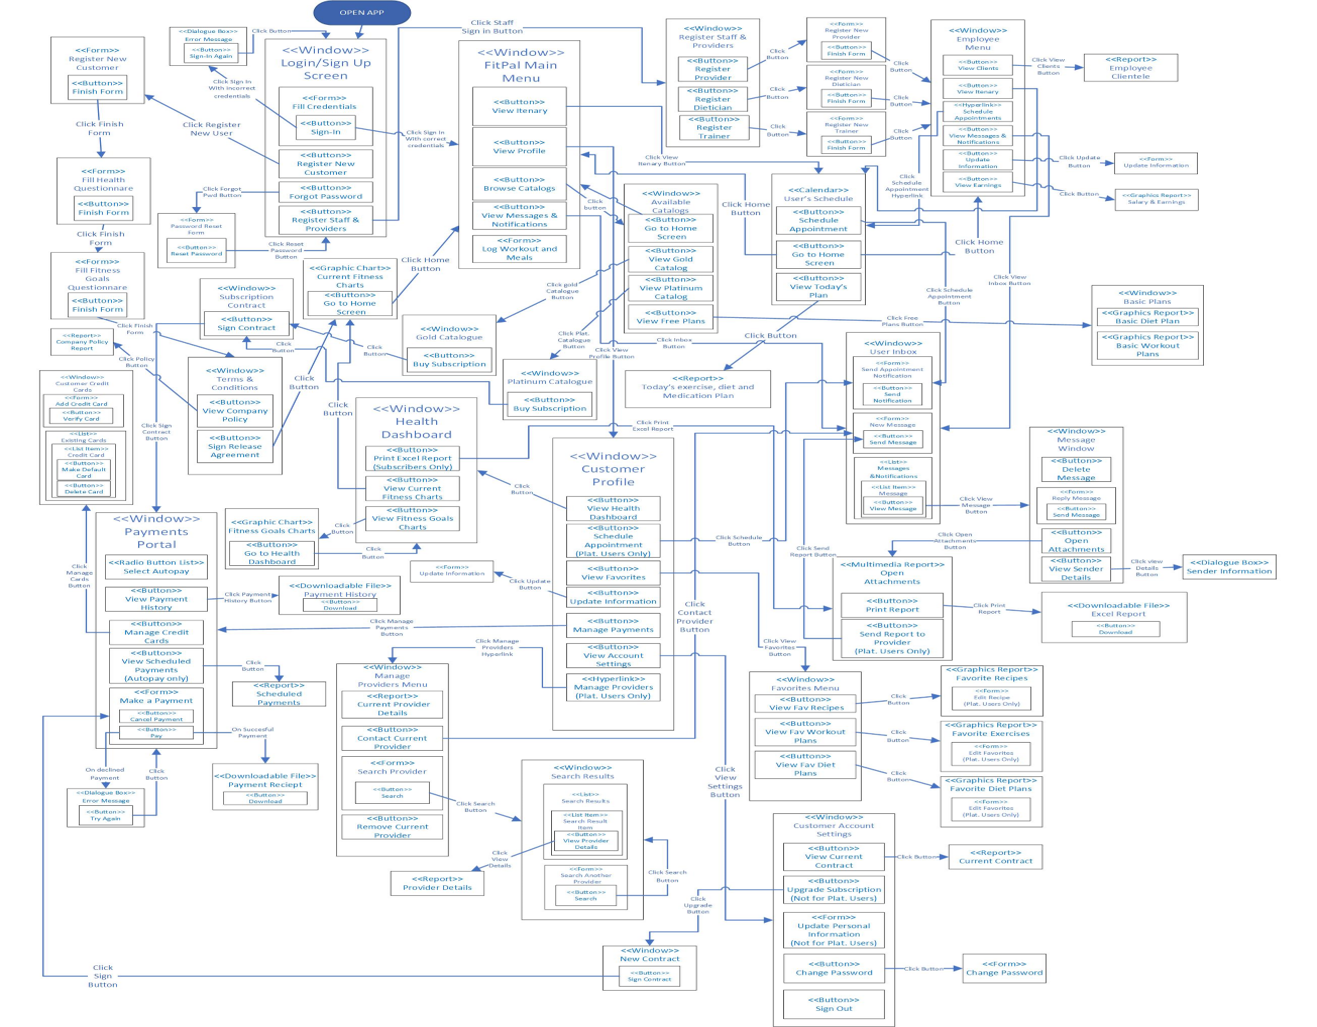 OPEN APP
<<Dialogue Box>>
Error Message
<<Button>>
Sign-In Again
Click Button
<<Form>>
Register New
Customer
<<Button>>
Finish Form
Click Finish
Form
<<Form>>
Fill Health
Questionnare
<<Button>>
Finish Form
Click Finish
Form
<<Form>>
Fill Fitness
Goals
Questionnare
<<Button>>
Finish Form
Click Finish
Form
<<Window>>
Login/Sign Up
Screen
<<Form>>
Fill Credentials
<<Button>>
Sign-In
<<Button>>
Register New
Customer
<<Button>>
Forgot Password
<<Button>>
Register Staff &
Providers
Click Sign In
With incorrect
credentials
Click Register
New User
Click Forgot
Pwd Button
<<Form>>
Password Reset
Form
<<Button>>
Reset Password
Click Reset
Password
Button
Click Sign In
With correct
credentials
Click Staff
Sign in Button
<<Window>>
FitPal Main
Menu
<<Button>>
View Itenary
<<Button>>
View Profile
<<Button>>
Browse Catalogs
<<Button>>
View Messages &
Notifications
<<Form>>
Log Workout and
Meals
<<Window>>
Register Staff &
Providers
<<Button>>
Register
Provider
<<Button>>
Register
Dietician
<<Button>>
Register
Trainer
Click
Button
Click
Button
Click
Button
<<Form>>
Register New
Provider
<<Button>>
Finish Form
<<Form>>
Register New
Dietician
<<Button>>
Finish Form
<<Form>>
Register New
Trainer
<<Button>>
Finish Form
Click
Button
Click
Button
Click
Button
<<Window>>
Employee
Menu
<<Button>>
View Clients
<<Button>>
View Itenary
<<Hyperlink>>
Schedule
Appointments
<<Button>>
View Messages &
Notifications
<<Button>>
Update
Information
<<Button>>
View Earnings
Click View
Clients
Button
<<Report>>
Employee
Clientele
Click Update
Button
<<Form>>
Update Information
Click Button
<<Graphics Report>>
Salary & Earnings
Click View
Itenary Button
Click
Schedule
Appointment
Hyperlink
Click Home
Button
Click
button
<<Window>>
Available
Catalogs
<<Button>>
Go to Home
Screen
<<Button>>
View Gold
Catalog
<<Button>>
View Platinum
Catalog
<<Button>>
View Free Plans
Click Home
Button
<<Calendar>>
User's Schedule
<<Button>>
Schedule
Appointment
<<Button>>
Go to Home
Screen
<<Button>>
View Today's
Plan
Click View
Inbox Button
Click Schedule
Appointment
Button
Click Free
Plans Button
<<Window>>
Basic Plans
<<Graphics Report>>
Basic Diet Plan
<<Graphics Report>>
Basic Workout
Plans
<<Graphic Chart>>
Current Fitness
Charts
<<Button>>
Go to Home
Screen
Click Home
Button
<<Window>>
Subscription
Contract
<<Button>>
Sign Contract
Click
Button
Click
Button
Click gold
Catalogue
Button
<<Window>>
Gold Catalogue
<<Button>>
Buy Subscription
Click Plat.
Catalogue
Button
Click View
Profile Button
<<Window>>
Platinum Catalogue
<<Button>>
Buy Subscription
Click Inbox
Button
Click Button
<<Report>>
Today's exercise, diet and
Medication Plan
<<Window>>
User Inbox
<<Form>>
Send Appointment
Notification
<<Button>>
Send
Notification
<<Form>>
New Message
<<Button>>
Send Message
<<List>>
Messages
&Notifications
<<List Item>>
Message
<<Button>>
View Message
<<Report>>
Company Policy
Report
Click Policy
Button
<<Window>>
Terms &
Conditions
<<Button>>
View Company
Policy
<<Button>>
Sign Release
Agreement
Click
Button
Click
Button
<<Window>>
Customer Credit
Cards
<<Form>>
Add Credit Card
<<Button>>
Verify Card
<<List>>
Existing Cards
<<List Item>>
Credit Card
<<Button>>
Make Default
Card
<<Button>>
Delete Card
Click Sign
Contract
Button
<<Window>>
Health
Dashboard
<<Button>>
Print Excel Report
(Subscribers Only)
<<Button>>
View Current
Fitness Charts
<<Button>>
View Fitness Goals
Charts
Click Print
Excel Report
Click
Button
<<Window>>
Customer
Profile
<<Button>>
View Health
Dashboard
<<Button>>
Schedule
Appointment
(Plat. Users Only)
<<Button>>
View Favorites
<<Button>>
Update Information
<<Button>>
Manage Payments
<<Button>>
View Account
Settings
<<Hyperlink>>
Manage Providers
(Plat. Users Only)
Click Schedule
Button
<<Window>>
Message
Window
<<Button>>
Delete
Message
<<Form>>
Reply Message
<<Button>>
Send Message
<<Button>>
Open
Attachments
<<Button>>
View Sender
Details
Click View
Message Button
Click Open
Attachments
Button
Click view
Details
Button
<<Dialogue Box>>
Sender Information
Click Send
Report Button
<<Multimedia Report>>
Open
Attachments
<<Button>>
Print Report
<<Button>>
Send Report to
Provider
(Plat. Users Only)
Click Print
Report
<<Downloadable File>>
Excel Report
<<Button>>
Download
<<Graphic Chart>>
Fitness Goals Charts
<<Button>>
Go to Health
Dashboard
Click
Button
Click
Button
<<Form>>
Update Information
Click Update
Button
<<Window>>
Payments
Portal
<<Radio Button List>>
Select Autopay
<<Button>>
View Payment
History
<<Button>>
Manage Credit
Cards
<<Button>>
View Scheduled
Payments
(Autopay only)
<<Form>>
Make a Payment
<<Button>>
Cancel Payment
<<Button>>
Pay
Click
Manage
Cards
Button
Click Payment
History Button
<<Downloadable File>>
Payment History
<<Button>>
Download
Click Manage
Payments
Button
Click Manage
Providers
Hyperlink
Click
Contact
Provider
Button
Click View
Favorites
Button
Click
Button
<<Report>>
Scheduled
Payments
On Succesful
Payment
<<Downloadable File>>
Payment Reciept
<<Button>>
Download
On declined
Payment
Click
Button
<<Dialogue Box>>
Error Message
<<Button>>
Try Again
<<Window>>
Manage
Providers Menu
<<Report>>
Current Provider
Details
<<Button>>
Contact Current
Provider
<<Form>>
Search Provider
<<Button>>
Search
<<Button>>
Remove Current
Provider
Click Search
Button
<<Window>>
Search Results
<<List>>
Search Results
<<List Item>>
Search Result
Item
<<Button>>
View Provider
Details
<<Form>>
Search Another
Provider
<<Button>>
Search
Click Search
Button
Click
View
Details
<<Report>>
Provider Details
<<Window>>
Favorites Menu
<<Button>>
View Fav Recipes
<<Button>>
View Fav Workout
Plans
<<Button>>
View Fav Diet
Plans
Click
Button
Click
Button
Click
Button
<<Graphics Report>>
Favorite Recipes
<<Form>>
Edit Recipe
(Plat. Users Only)
<<Graphics Report>>
Favorite Exercises
<<Form>>
Edit Favorites
(Plat. Users Only)
<<Graphics Report>>
Favorite Diet Plans
<<Form>>
Edit Favorites
(Plat. Users Only)
Click
View
Settings
Button
<<Window>>
Customer Account
Settings
<<Button>>
View Current
Contract
<<Button>>
Upgrade Subscription
(Not for Plat. Users)
<<Form>>
Update Personal
Information
(Not for Plat. Users)
<<Button>>
Change Password
<<Button>>
Sign Out
Click Button
<<Report>>
Current Contract
Click Button
<<Form>>
Change Password
Click
Upgrade
Button
<<Window>>
New Contract
<<Button>>
Sign Contract
Click
Sign
Button